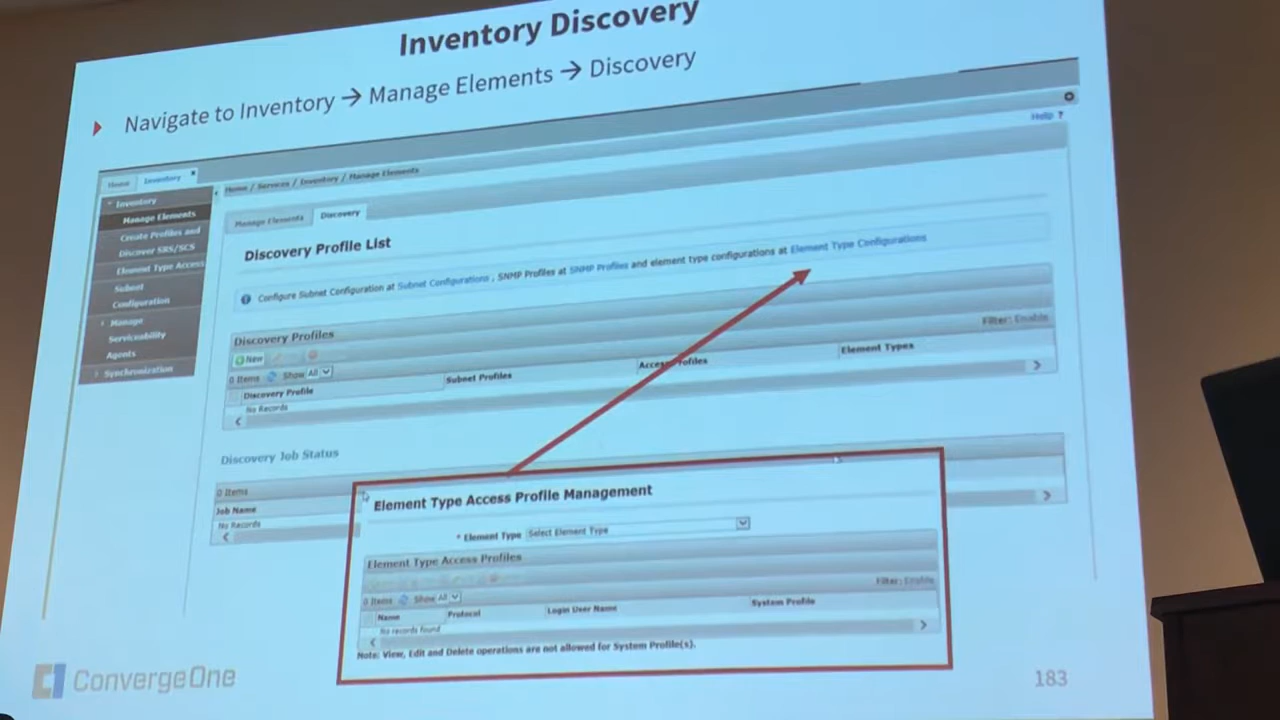 Inventory Discovery
Navigate to Inventory → Manage Elements → Discovery
Help ?
Home Inventory ×
Home / Services / Inventory / Manage Elements
Inventory
Manage Elements
Create Profiles and
Discover SRS/SCS
Element Type Access
Subnet
Configuration
Manage
Serviceability
Agents
Synchronization
Manage Elements Discovery
Discovery Profile List
Configure Subnet Configuration at Subnet Configurations , SNMP Profiles at SNMP Profiles and element type configurations at Element Type Configurations
Discovery Profiles
New
Filter: Enable
0 Items Show All
Discovery Profile Subnet Profiles Access Profiles Element Types
No Records
Discovery Job Status
0 Items
Job Name
No Records
Element Type Access Profile Management
* Element Type Select Element Type
Element Type Access Profiles
Filter: Enable
0 Items Show All
Name Protocol Login User Name System Profile
No records found
Note: View, Edit and Delete operations are not allowed for System Profile(s).
ConvergeOne
183